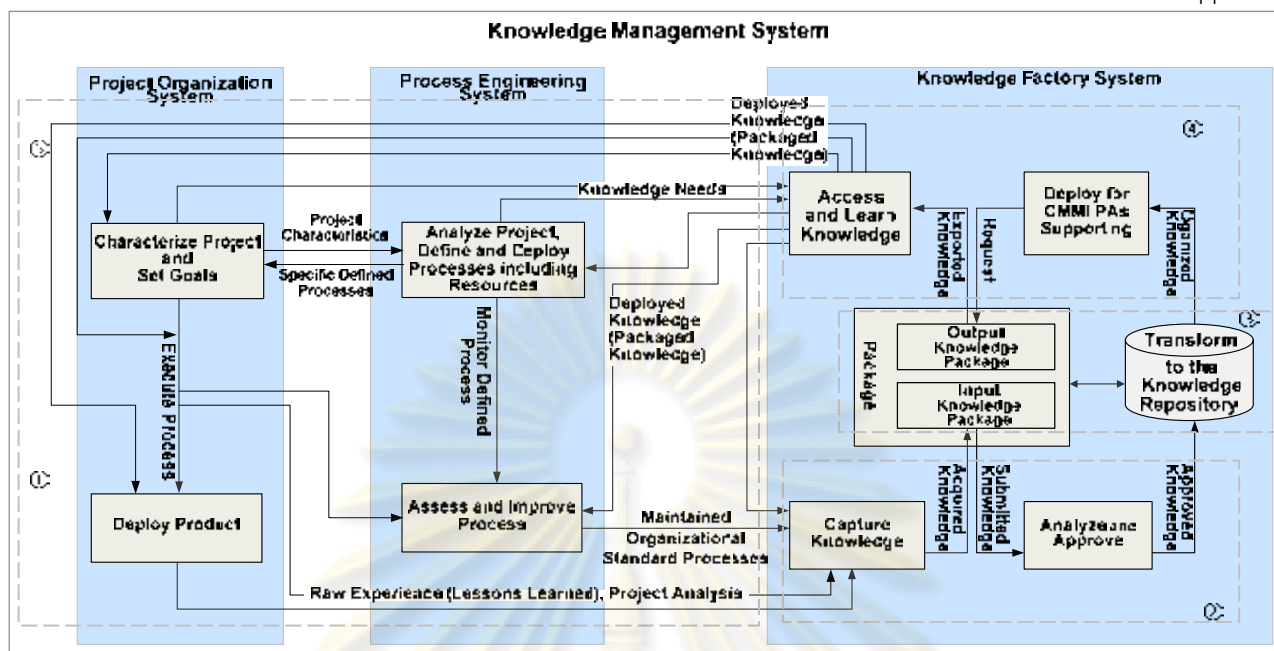 Knowledge Management System
Project Organization
System
Process Engineering
System
Knowledge Factory System
Deployed
Knowledge
(Packaged
Knowledge)
Knowledge Needs
Project
Characteristics
Specific Defined
Processes
Characterize Project
and
Set Goals
Analyze Project,
Define and Deploy
Processes including
Resources
Access
and Learn
Knowledge
Deploy for
CMMI PAs
Supporting
Exported
Knowledge
Request
Organized
Knowledge
④
⑤
③
Deployed
Knowledge
(Packaged
Knowledge)
Monitor Defined
Process
Execute Process
Package
Output
Knowledge
Package
Input
Knowledge
Package
Transform
to the
Knowledge
Repository
①
Deploy Product
Assess and Improve
Process
Maintained
Organizational
Standard Processes
Capture
Knowledge
Acquired
Knowledge
Submitted
Knowledge
Analyze and
Approve
Approved
Knowledge
Raw Experience (Lessons Learned), Project Analysis
②